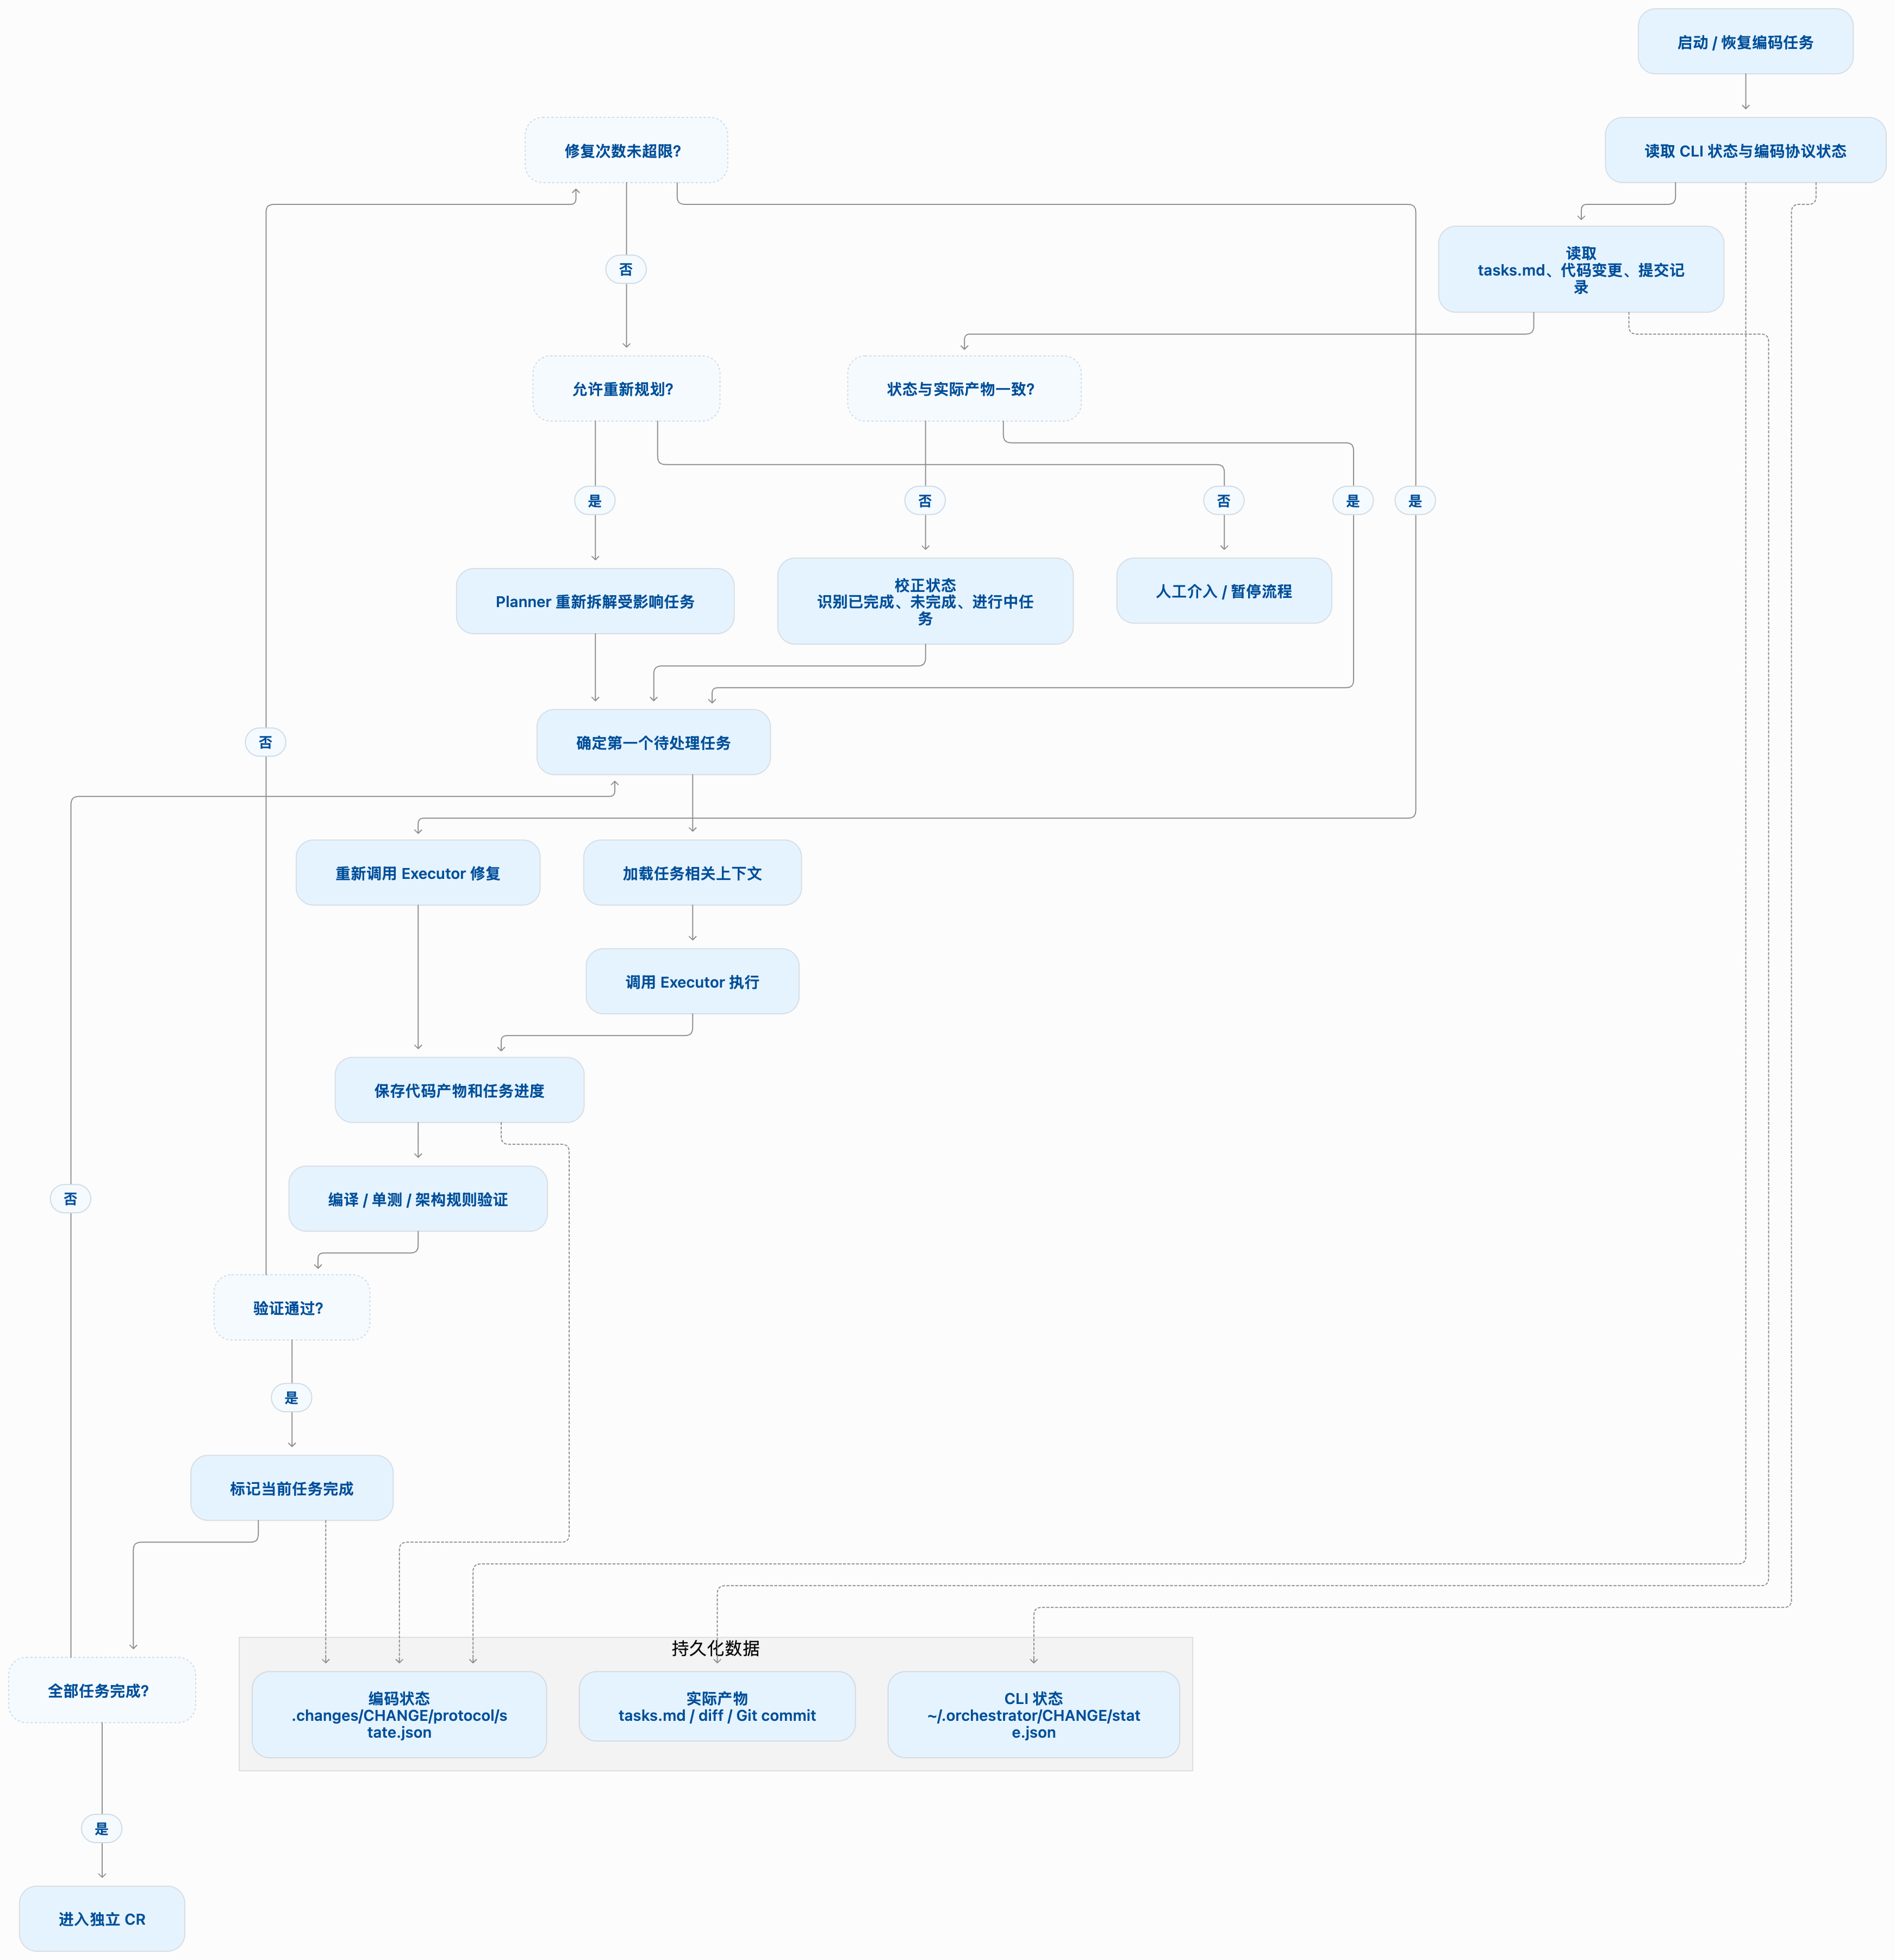 启动 / 恢复编码任务
修复次数未超限?
读取 CLI 状态与编码协议状态
读取
tasks.md、代码变更、提交记
录
否
允许重新规划?
状态与实际产物一致?
是
否
否
是
是
Planner 重新拆解受影响任务
校正状态
识别已完成、未完成、进行中任
务
人工介入 / 暂停流程
否
确定第一个待处理任务
重新调用 Executor 修复
加载任务相关上下文
调用 Executor 执行
保存代码产物和任务进度
否
编译 / 单测 / 架构规则验证
验证通过?
是
标记当前任务完成
持久化数据
全部任务完成?
编码状态
.changes/CHANGE/protocol/s
tate.json
实际产物
tasks.md / diff / Git commit
CLI 状态
~/.orchestrator/CHANGE/stat
e.json
是
进入独立 CR